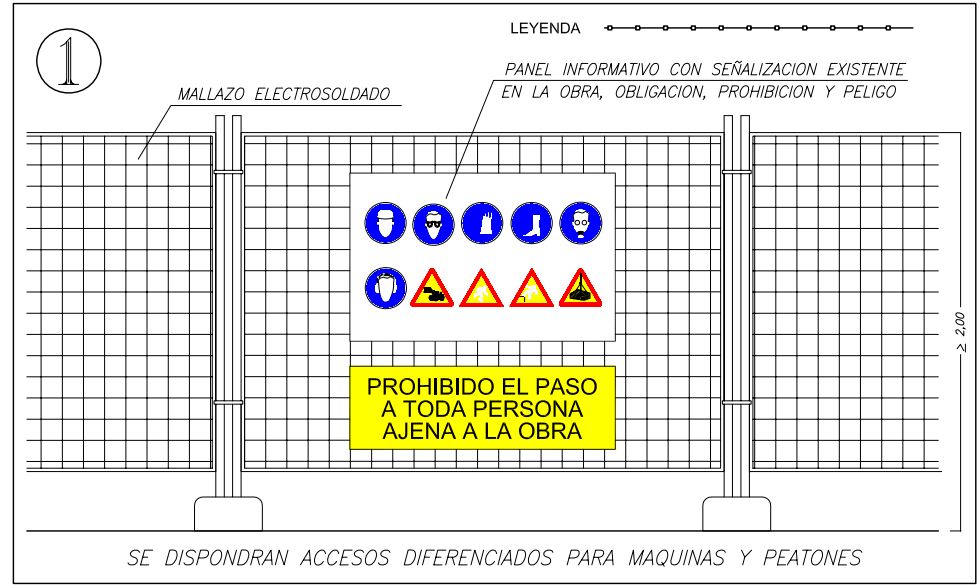 1
LEYENDA
PANEL INFORMATIVO CON SEÑALIZACION EXISTENTE
EN LA OBRA, OBLIGACION, PROHIBICION Y PELIGO
MALLAZO ELECTROSOLDADO
≥ 2,00
PROHIBIDO EL PASO
A TODA PERSONA
AJENA A LA OBRA
SE DISPONDRAN ACCESOS DIFERENCIADOS PARA MAQUINAS Y PEATONES